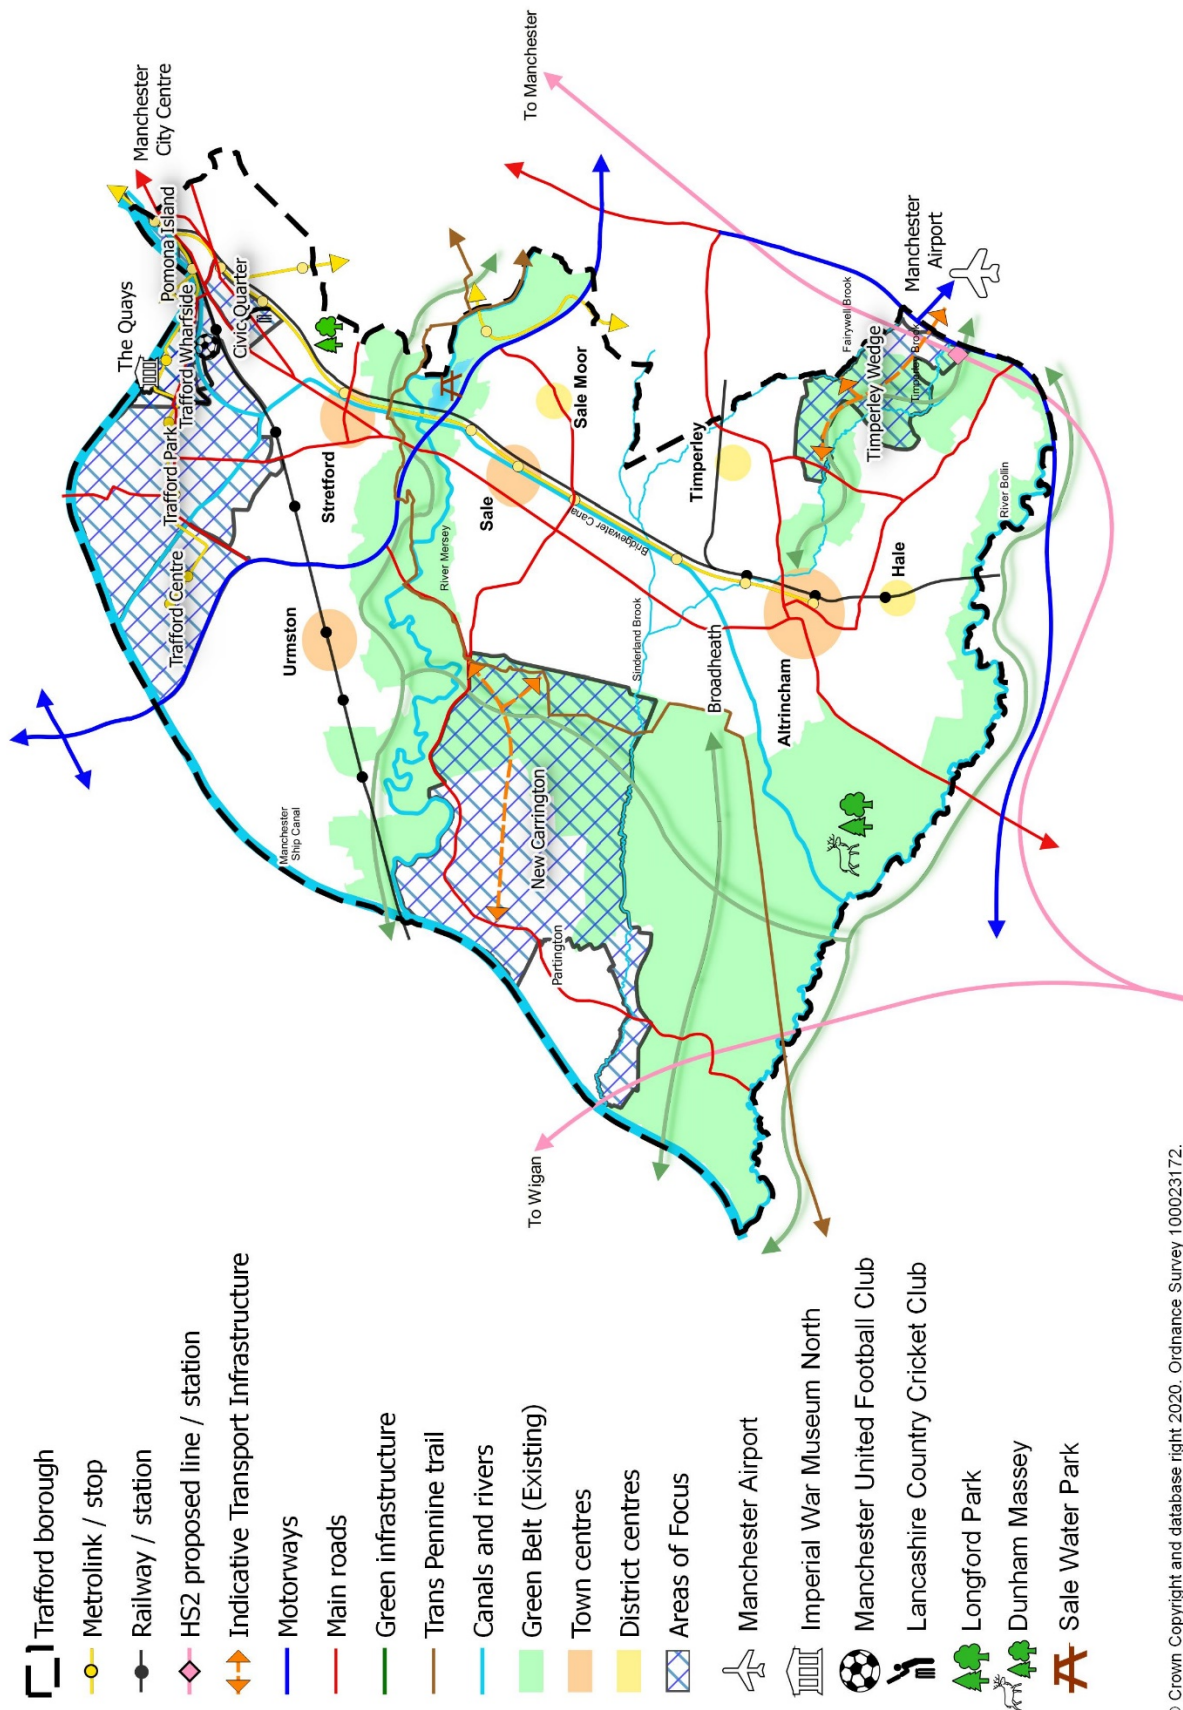 Trafford borough
Metrolink / stop
Railway / station
HS2 proposed line / station
Indicative Transport Infrastructure
Motorways
Main roads
Green infrastructure
Trans Pennine trail
Canals and rivers
Green Belt (Existing)
Town centres
District centres
Areas of Focus
Manchester Airport
Imperial War Museum North
Manchester United Football Club
Lancashire Country Cricket Club
Longford Park
Dunham Massey
Sale Water Park
© Crown Copyright and database right 2020. Ordnance Survey 100023172.
Manchester
City Centre
Pomona Island
The Quays
Trafford Wharfside
Civic Quarter
Trafford Park
Trafford Centre
Urmston
Stretford
Manchester
Ship Canal
River Mersey
Sale
Sale Moor
Bridgewater Canal
New Carrington
Partington
Sinderland Brook
Broadheath
Timperley
Altrincham
Hale
Timperley Wedge
Fairywell Brook
Timperley Brook
Manchester
Airport
River Bollin
To Manchester
To Wigan